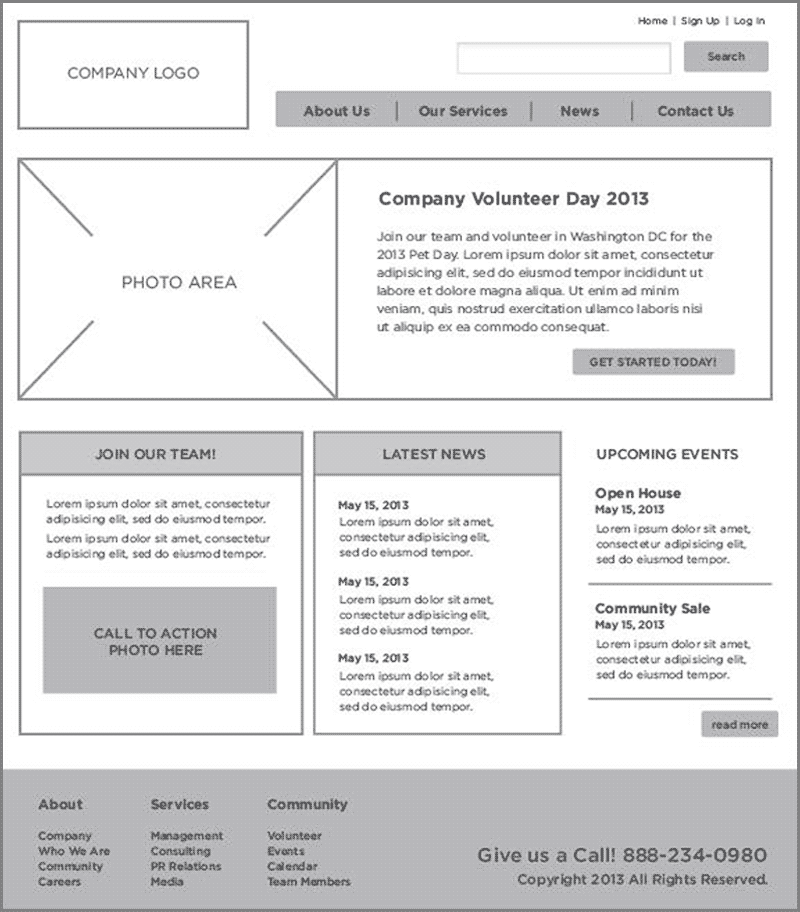 Home | Sign Up | Log In
COMPANY LOGO
Search
About Us | Our Services | News | Contact Us
PHOTO AREA
Company Volunteer Day 2013
Join our team and volunteer in Washington DC for the
2013 Pet Day. Lorem ipsum dolor sit amet, consectetur
adipisicing elit, sed do eiusmod tempor incididunt ut
labore et dolore magna aliqua. Ut enim ad minim
veniam, quis nostrud exercitation ullamco laboris nisi
ut aliquip ex ea commodo consequat.
GET STARTED TODAY!
JOIN OUR TEAM!
Lorem ipsum dolor sit amet, consectetur
adipisicing elit, sed do eiusmod tempor.
Lorem ipsum dolor sit amet, consectetur
adipisicing elit, sed do eiusmod tempor.
CALL TO ACTION
PHOTO HERE
LATEST NEWS
May 15, 2013
Lorem ipsum dolor sit amet,
consectetur adipisicing elit,
sed do eiusmod tempor.
May 15, 2013
Lorem ipsum dolor sit amet,
consectetur adipisicing elit,
sed do eiusmod tempor.
May 15, 2013
Lorem ipsum dolor sit amet,
consectetur adipisicing elit,
sed do eiusmod tempor.
UPCOMING EVENTS
Open House
May 15, 2013
Lorem ipsum dolor sit amet,
consectetur adipisicing elit,
sed do eiusmod tempor.
Community Sale
May 15, 2013
Lorem ipsum dolor sit amet,
consectetur adipisicing elit,
sed do eiusmod tempor.
read more
About
Company
Who We Are
Community
Careers
Services
Management
Consulting
PR Relations
Media
Community
Volunteer
Events
Calendar
Team Members
Give us a Call! 888-234-0980
Copyright 2013 All Rights Reserved.